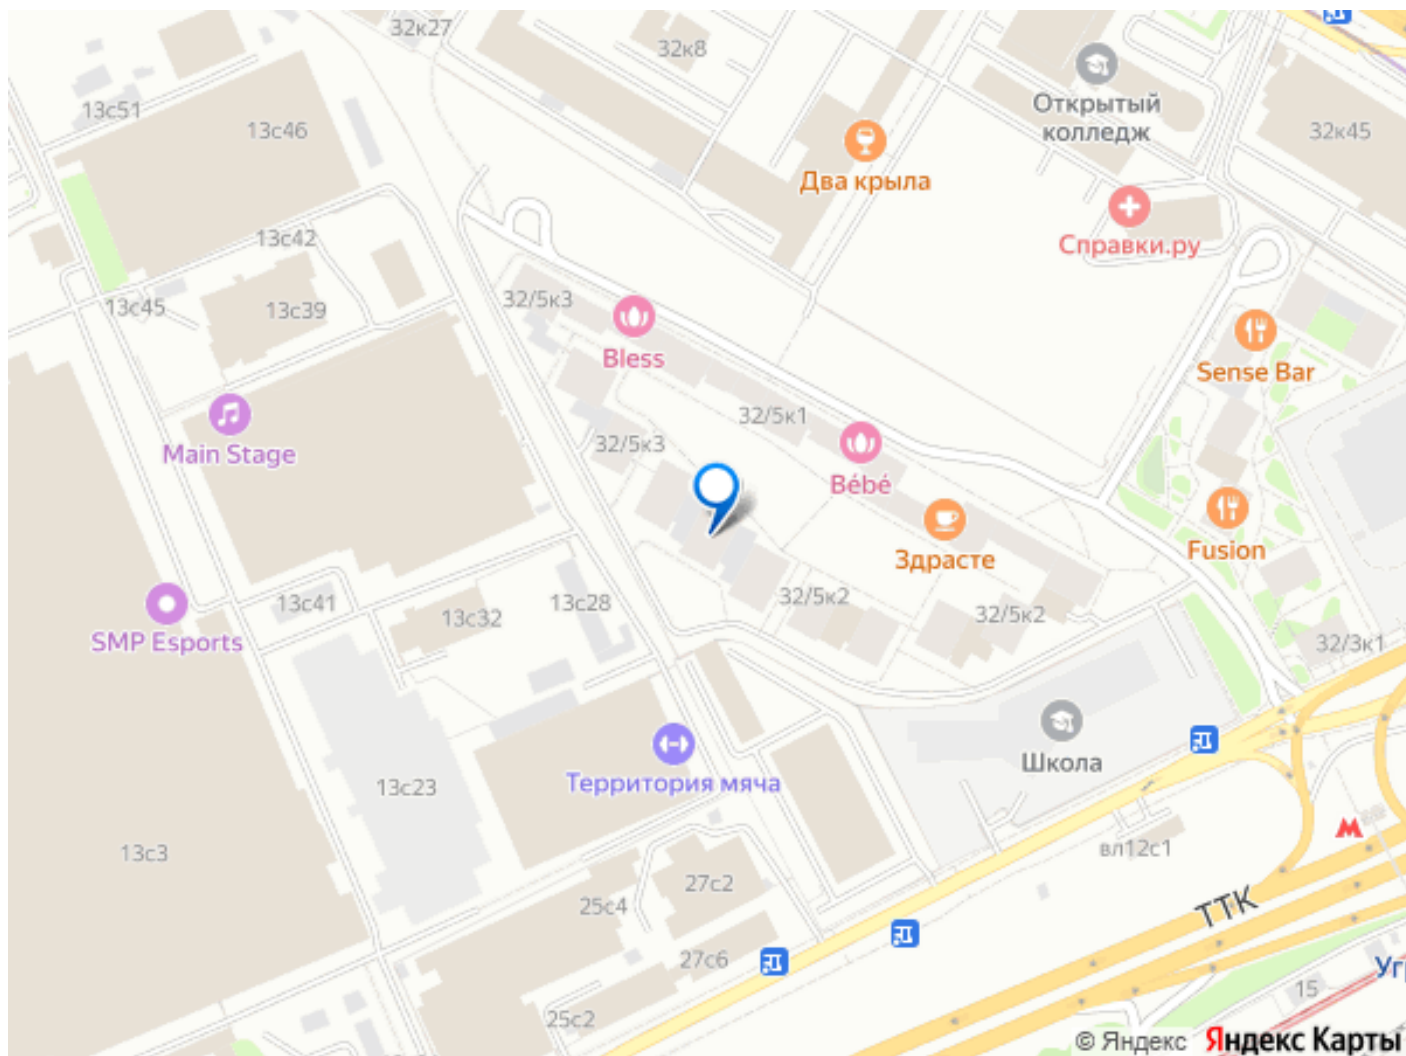 32к27
32к8
Открытый
колледж
13с51
13с46
32к45
Два крыла
Справки.ру
13с42
13с45
13с39
32/5к3
Bless
Sense Bar
32/5к1
Main Stage
32/5к3
Bébé
Fusion
Здрасте
13с41
13с32
13с28
32/5к2
32/5к2
SMP Esports
32/3к1
Школа
Территория мяча
13с23
13с3
вл12с1
27с2
25с4
ТТК
27с6
Угр
15
25с2
© Яндекс Яндекс Карты